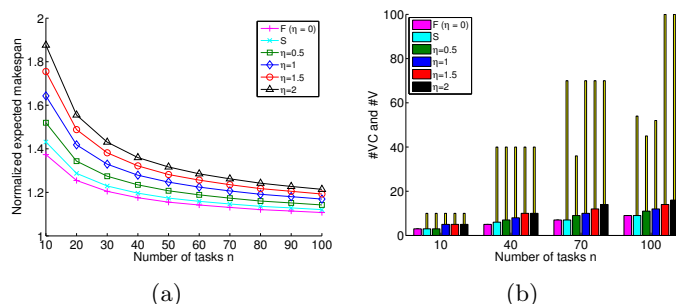 Normalized expected makespan
2
1.8
1.6
1.4
1.2
1
10 20 30 40 50 60 70 80 90 100
Number of tasks n
F (η = 0)
S
η=0.5
η=1
η=1.5
η=2
(a)
#VC and #V
100
80
60
40
20
0
10 40 70 100
Number of tasks n
F (η = 0)
S
η=0.5
η=1
η=1.5
η=2
(b)